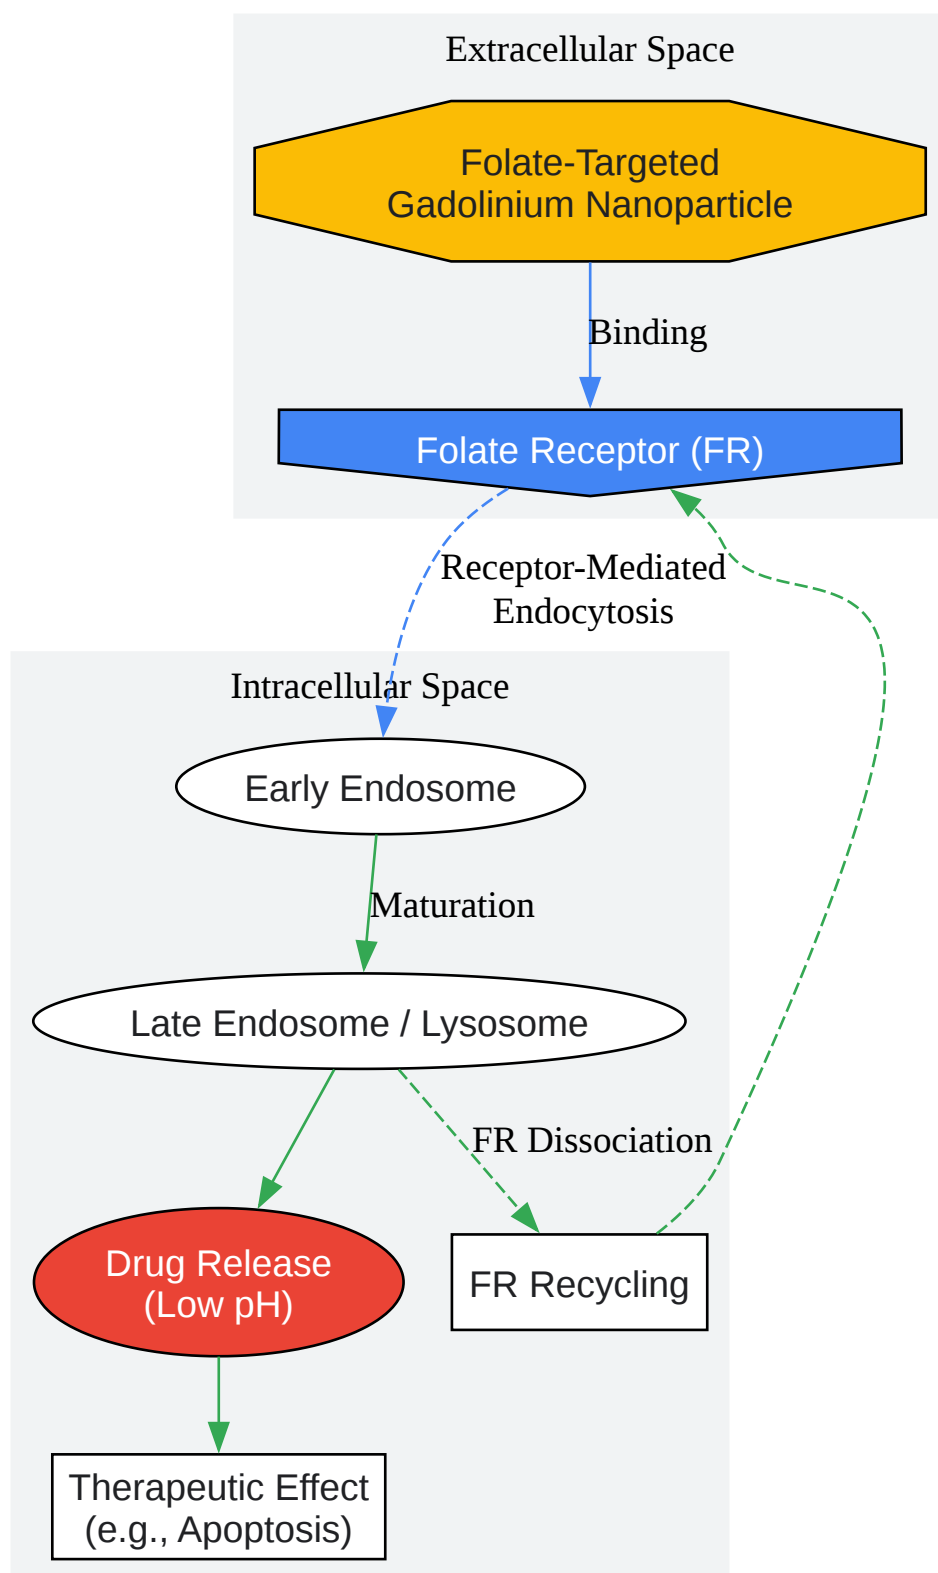 Extracellular Space
Folate-Targeted
Gadolinium Nanoparticle
Binding
Folate Receptor (FR)
Receptor-Mediated
Endocytosis
Intracellular Space
Early Endosome
Maturation
Late Endosome / Lysosome
FR Dissociation
Drug Release
(Low pH)
FR Recycling
Therapeutic Effect
(e.g., Apoptosis)